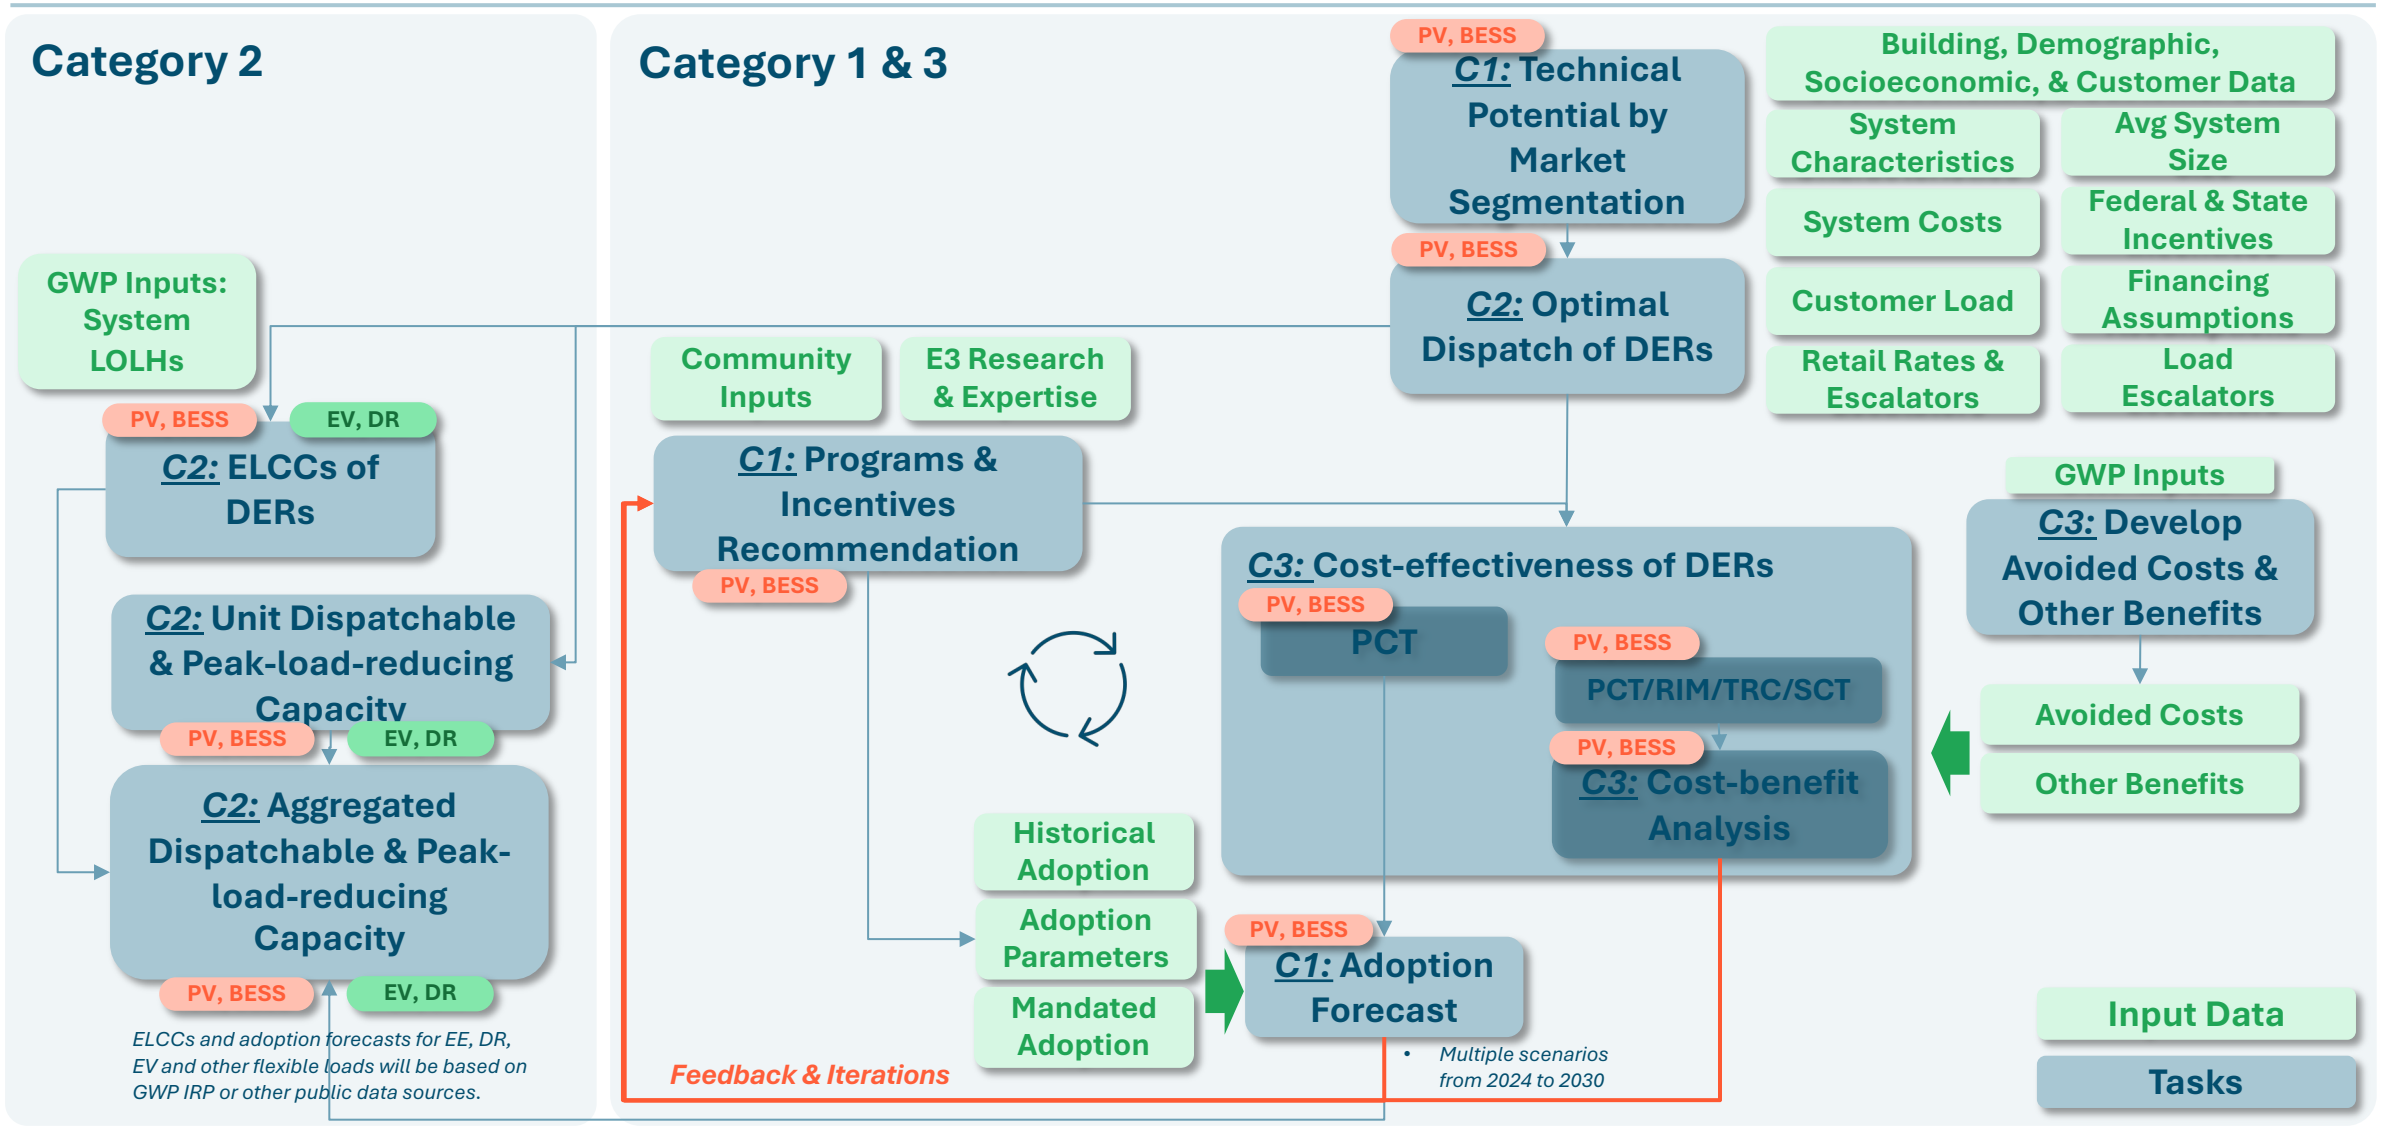 Category 2
GWP Inputs:
System
LOLHs
PV, BESS
EV, DR
C2: ELCCs of
DERs
C2: Unit Dispatchable
& Peak-load-reducing
Capacity
PV, BESS
EV, DR
C2: Aggregated
Dispatchable & Peak-
load-reducing
Capacity
PV, BESS
EV, DR
ELCCs and adoption forecasts for EE, DR,
EV and other flexible loads will be based on
GWP IRP or other public data sources.
Category 1 & 3
PV, BESS
C1: Technical
Potential by
Market
Segmentation
PV, BESS
C2: Optimal
Dispatch of DERs
Building, Demographic,
Socioeconomic, & Customer Data
System
Characteristics
Avg System
Size
System Costs
Federal & State
Incentives
Customer Load
Financing
Assumptions
Retail Rates &
Escalators
Load
Escalators
Community
Inputs
E3 Research
& Expertise
C1: Programs &
Incentives
Recommendation
PV, BESS
GWP Inputs
C3: Develop
Avoided Costs &
Other Benefits
Avoided Costs
Other Benefits
C3: Cost-effectiveness of DERs
PV, BESS
PCT
PV, BESS
PCT/RIM/TRC/SCT
PV, BESS
C3: Cost-benefit
Analysis
Historical
Adoption
Adoption
Parameters
Mandated
Adoption
PV, BESS
C1: Adoption
Forecast
• Multiple scenarios
from 2024 to 2030
Feedback & Iterations
Input Data
Tasks